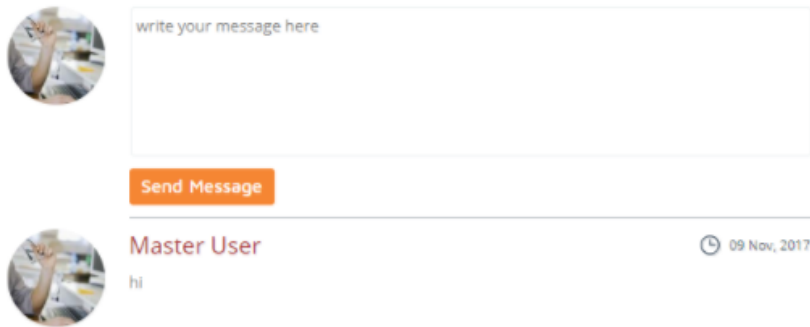 write your message here
Send Message
Master User
09 Nov, 2017
hi